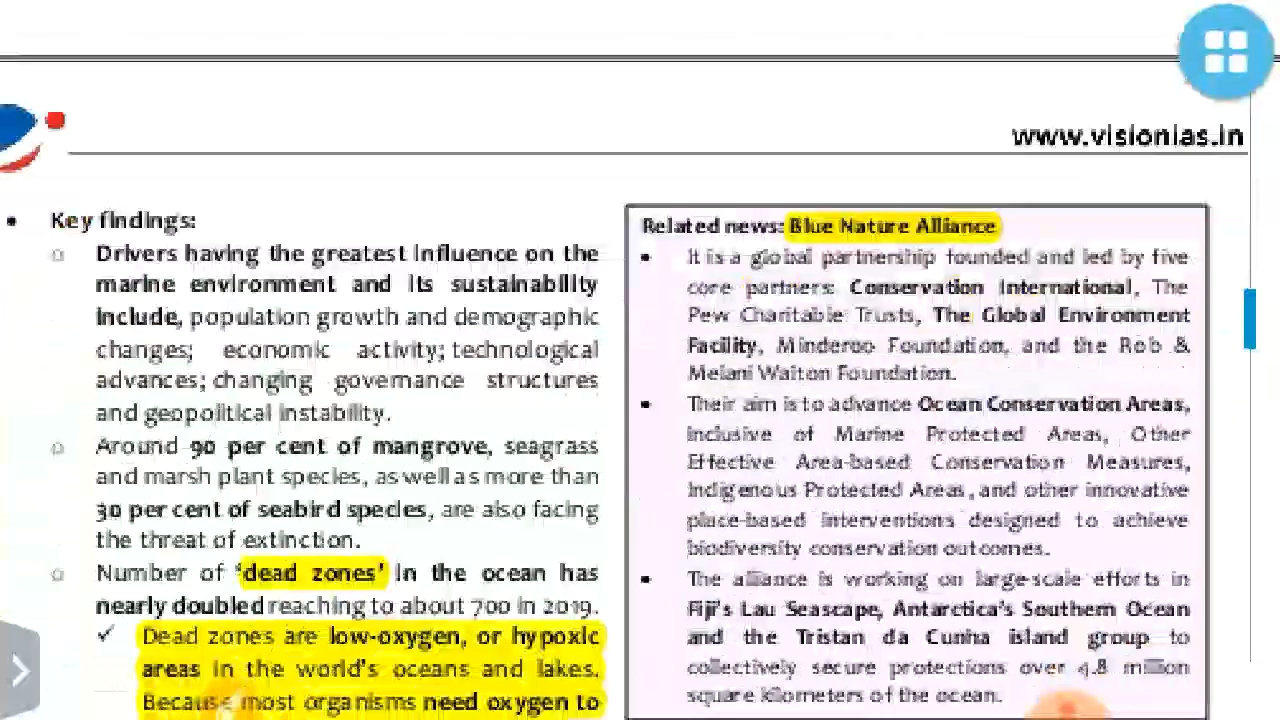 www.visionias.in
• Key findings:
o Drivers having the greatest influence on the
marine environment and its sustainability
include, population growth and demographic
changes; economic activity; technological
advances; changing governance structures
and geopolitical instability.
o Around 90 per cent of mangrove, seagrass
and marsh plant species, as well as more than
30 per cent of seabird species, are also facing
the threat of extinction.
o Number of ‘dead zones’ in the ocean has
nearly doubled reaching to about 700 in 2019.
✓ Dead zones are low-oxygen, or hypoxic
areas in the world's oceans and lakes.
Because most organisms need oxygen to
Related news: Blue Nature Alliance
• It is a global partnership founded and led by five
core partners: Conservation International, The
Pew Charitable Trusts, The Global Environment
Facility, Minderoo Foundation, and the Rob &
Melani Walton Foundation.
• Their aim is to advance Ocean Conservation Areas,
inclusive of Marine Protected Areas, Other
Effective Area-based Conservation Measures,
Indigenous Protected Areas, and other innovative
place-based interventions designed to achieve
biodiversity conservation outcomes.
• The alliance is working on large-scale efforts in
Fiji's Lau Seascape, Antarctica's Southern Ocean
and the Tristan da Cunha island group to
collectively secure protections over 4.8 million
square kilometers of the ocean.